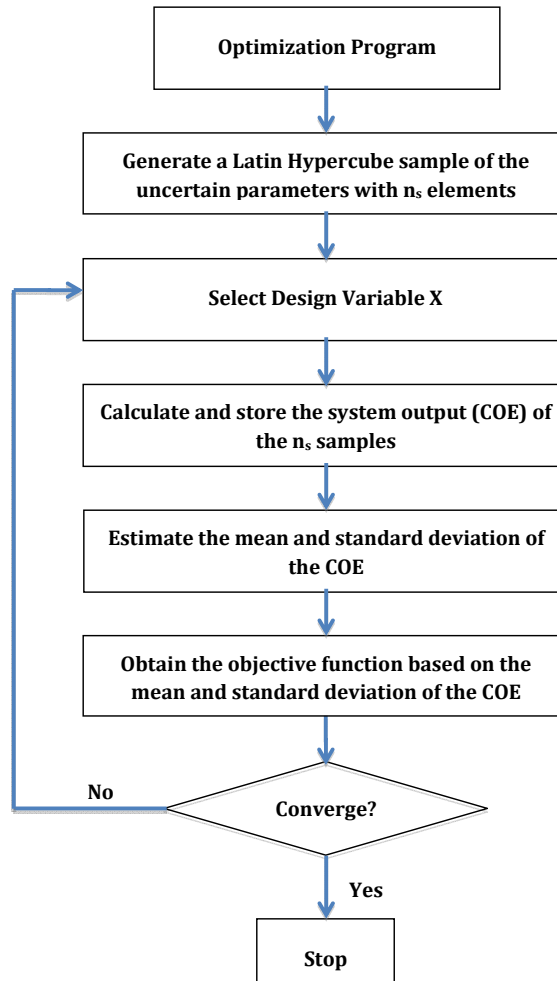 Optimization Program
Generate a Latin Hypercube sample of the
uncertain parameters with nₛ elements
Select Design Variable X
Calculate and store the system output (COE) of
the nₛ samples
Estimate the mean and standard deviation of
the COE
Obtain the objective function based on the
mean and standard deviation of the COE
No
Converge?
Yes
Stop